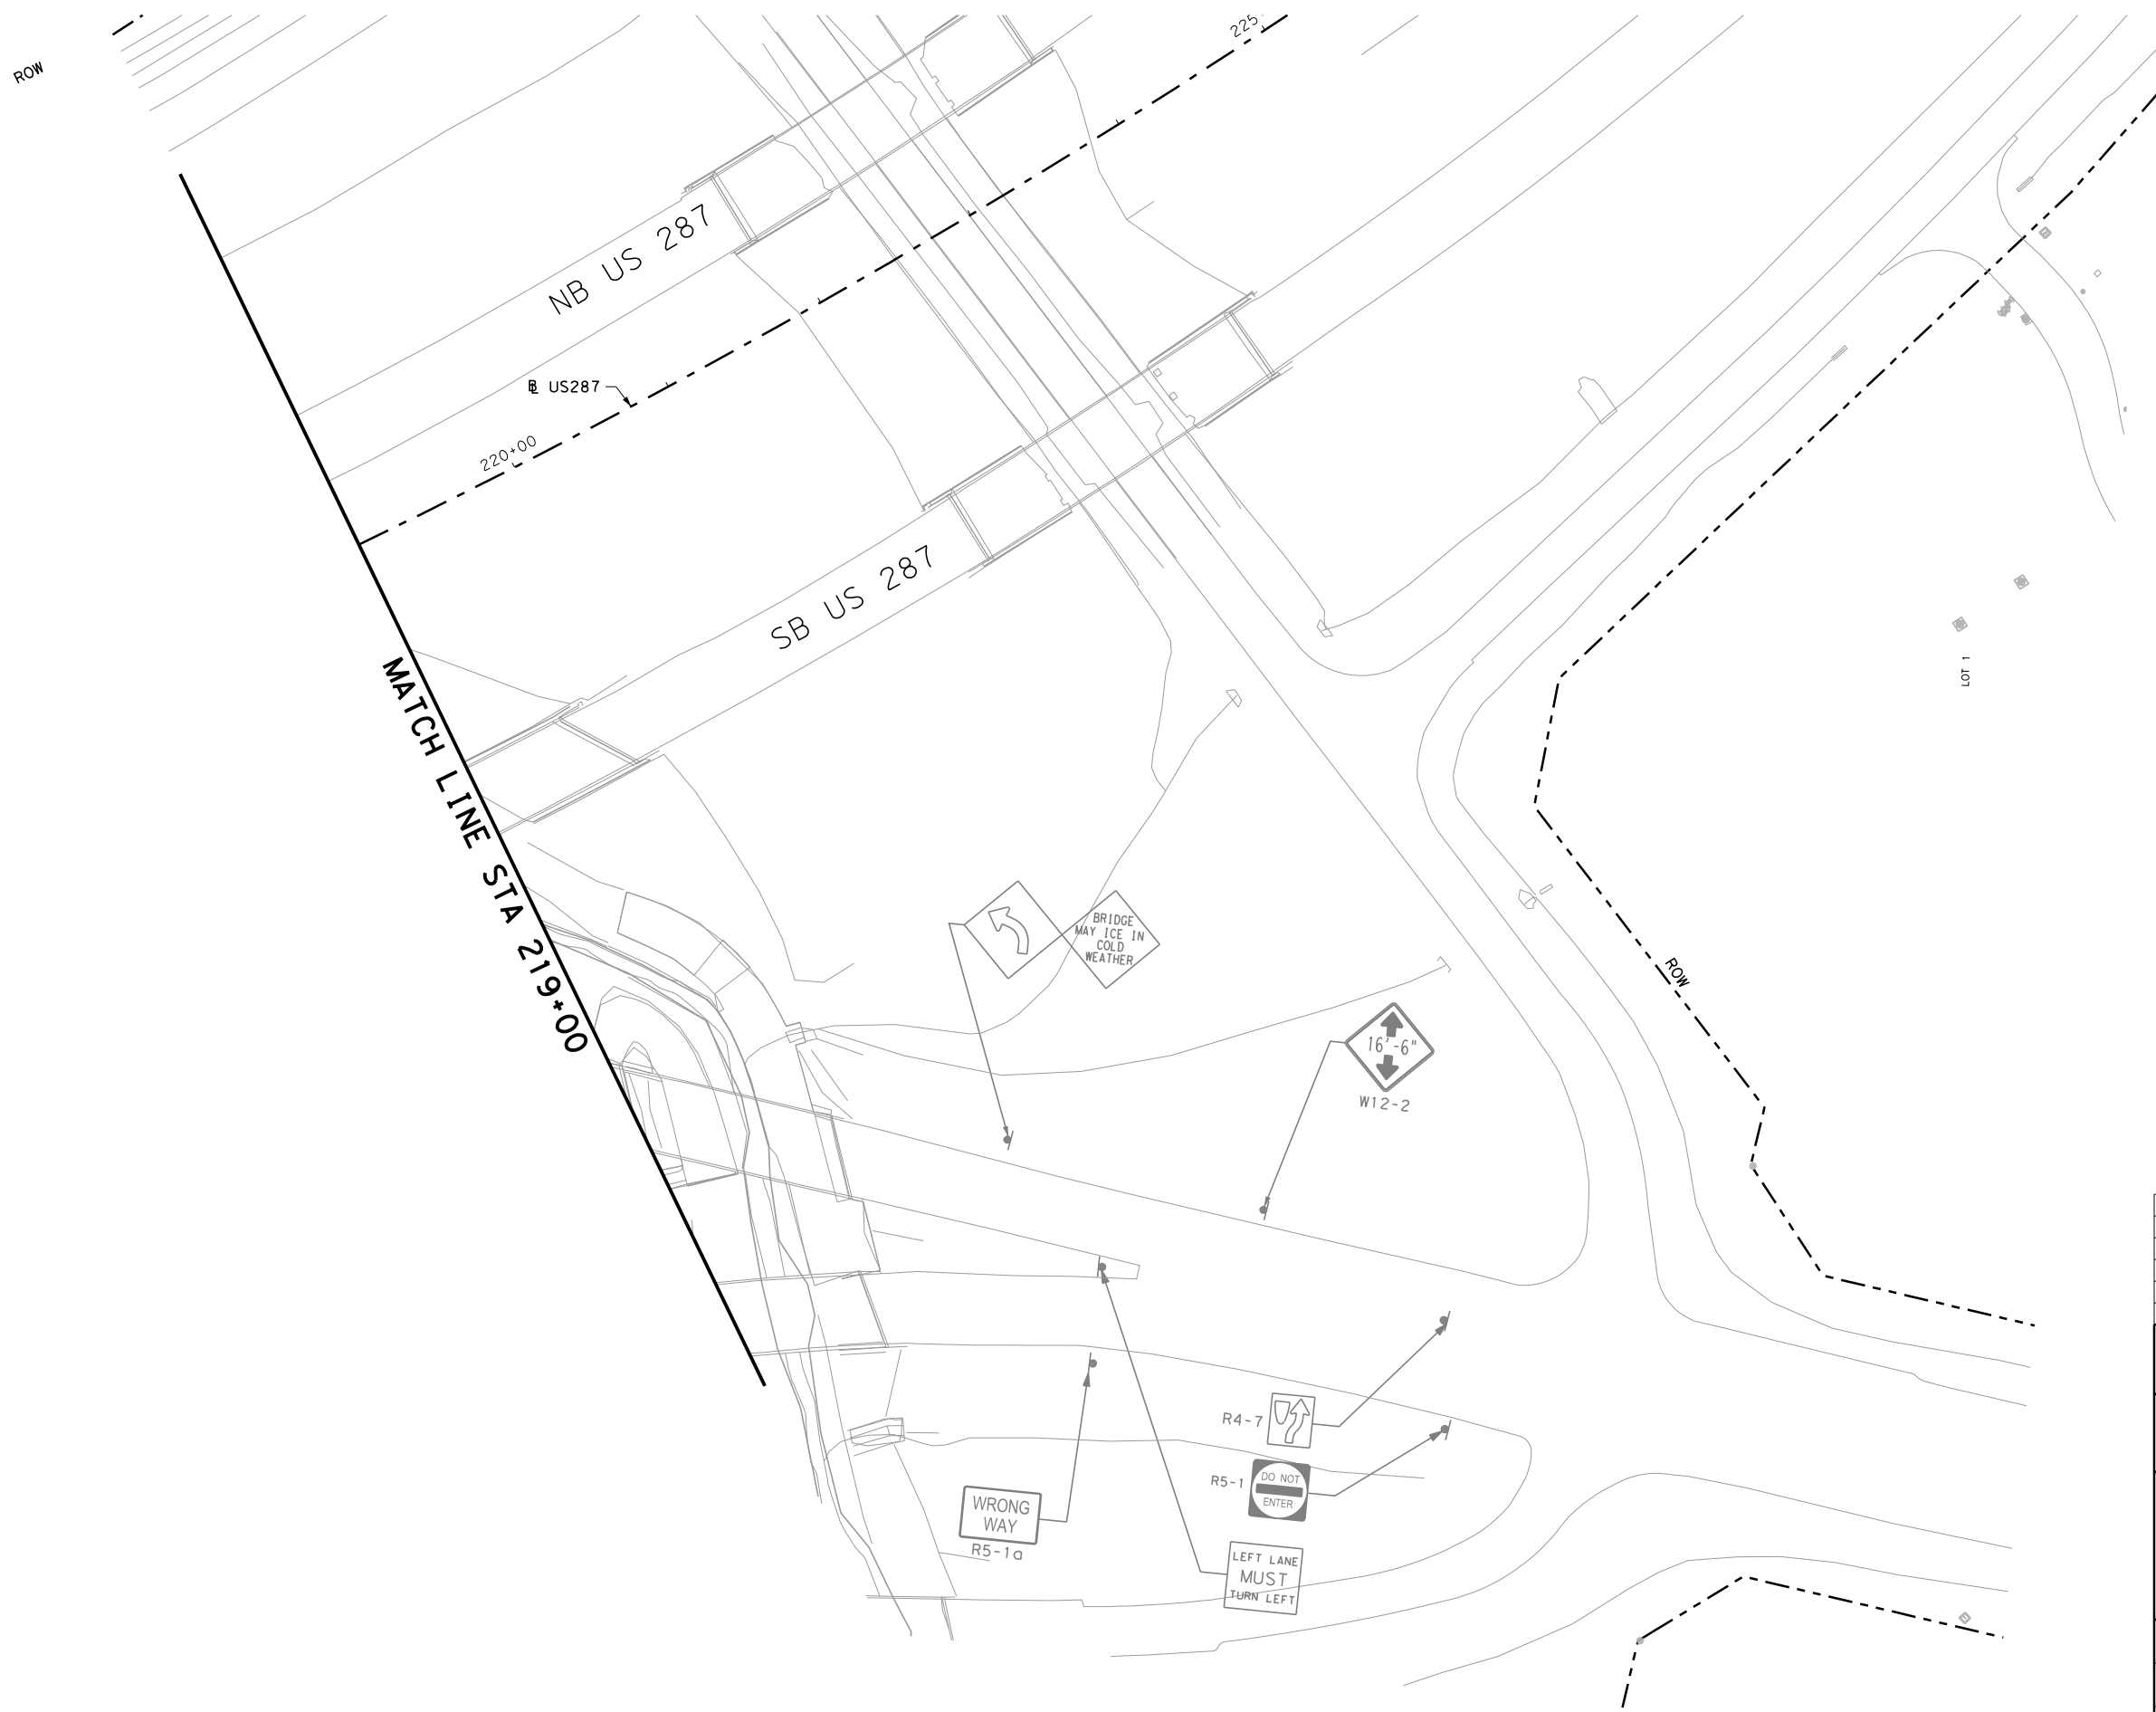 ROW
225
NB US 287
BL US287
220+00
SB US 287
LOT 1
MATCH LINE STA 219+00
BRIDGE
MAY ICE IN
COLD
WEATHER
ROW
16'-6"
W12-2
R4-7
R5-1
DO NOT
ENTER
WRONG
WAY
R5-1a
LEFT LANE
MUST
TURN LEFT